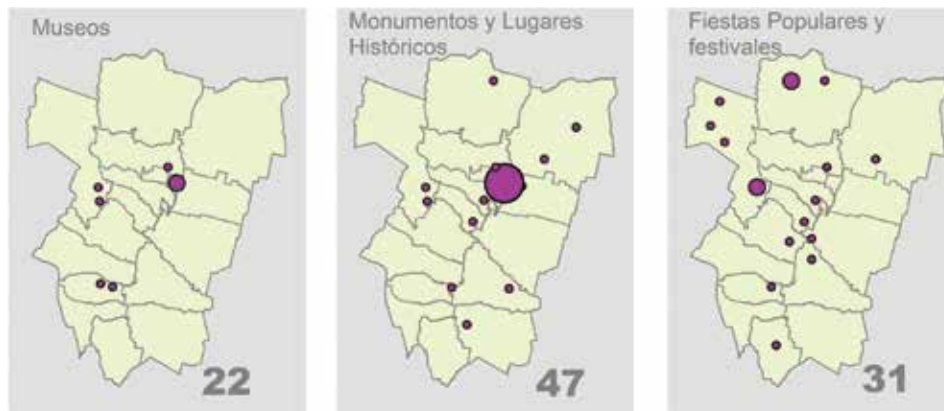 Museos
22
Monumentos y Lugares
Históricos
47
Fiestas Populares y
festivales
31